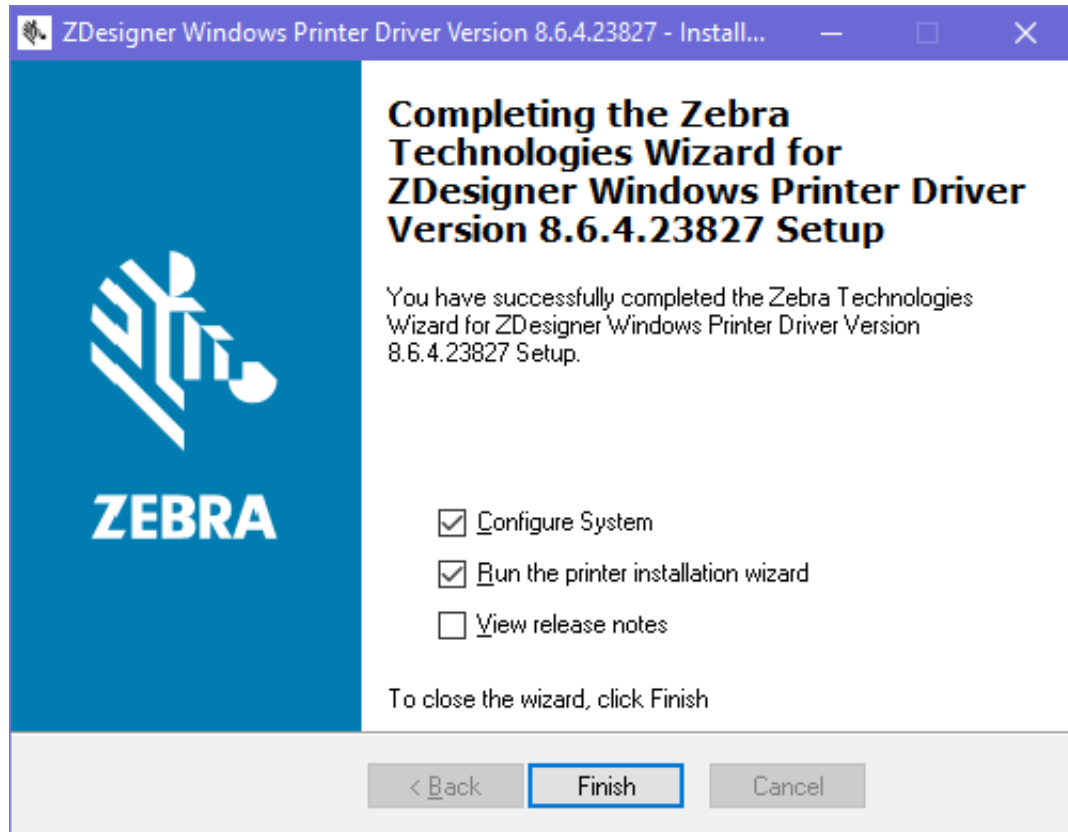 ZDesigner Windows Printer Driver Version 8.6.4.23827 - Install...
Completing the Zebra
Technologies Wizard for
ZDesigner Windows Printer Driver
Version 8.6.4.23827 Setup
You have successfully completed the Zebra Technologies
Wizard for ZDesigner Windows Printer Driver Version
8.6.4.23827 Setup.
ZEBRA
Configure System
Run the printer installation wizard
View release notes
To close the wizard, click Finish
< Back
Finish
Cancel